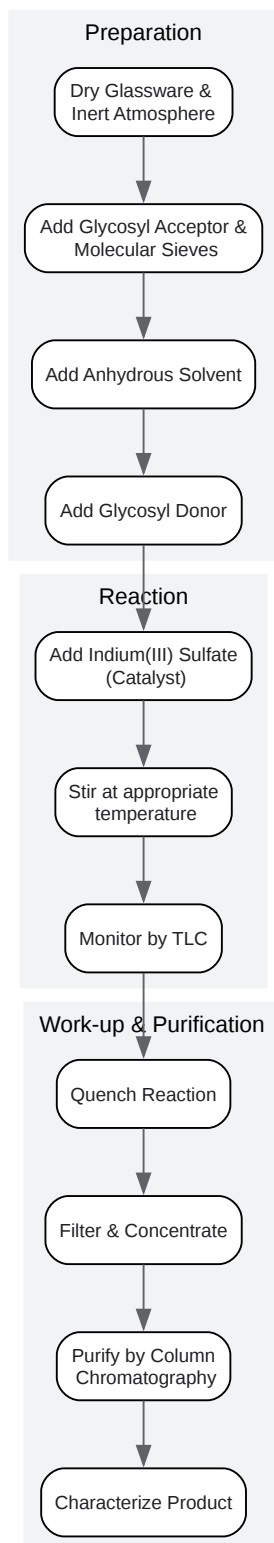 Preparation
Dry Glassware &
Inert Atmosphere
Add Glycosyl Acceptor &
Molecular Sieves
Add Anhydrous Solvent
Add Glycosyl Donor
Reaction
Add Indium(III) Sulfate
(Catalyst)
Stir at appropriate
temperature
Monitor by TLC
Work-up & Purification
Quench Reaction
Filter & Concentrate
Purify by Column
Chromatography
Characterize Product